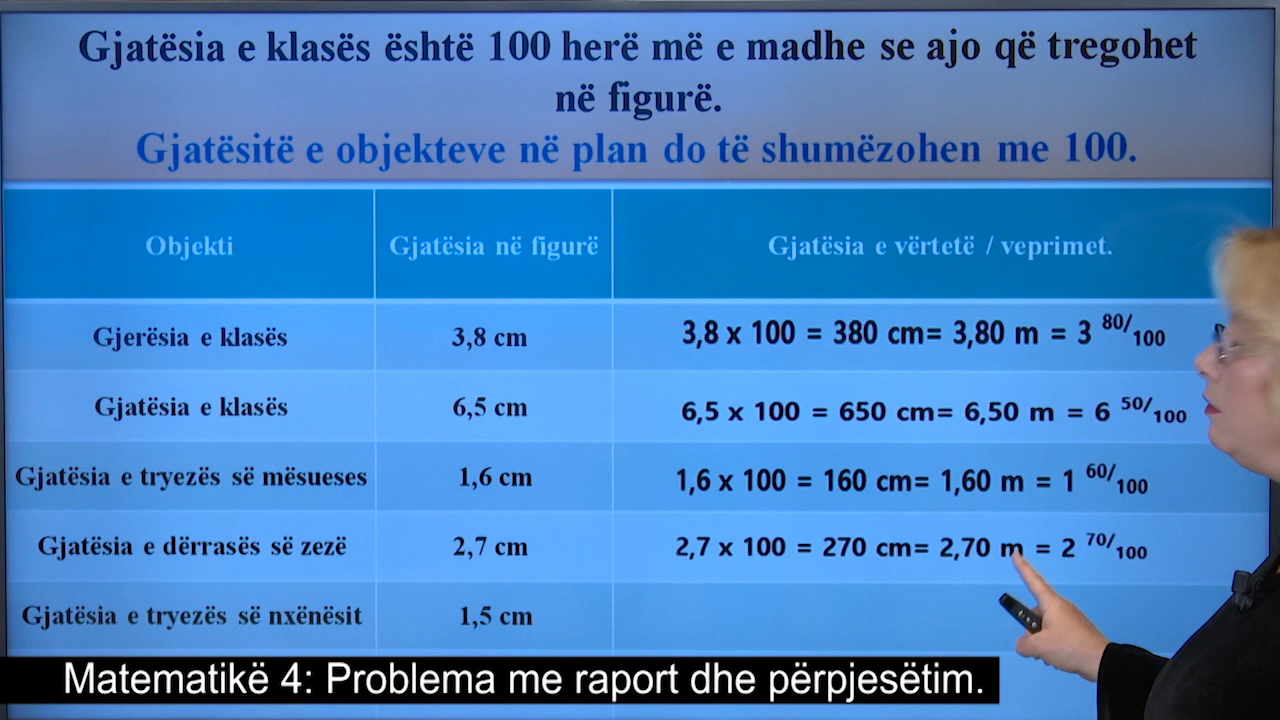 Gjatësia e klasës është 100 herë më e madhe se ajo që tregohet
në figurë.
Gjatësitë e objekteve në plan do të shumëzohen me 100.
Objekti Gjatësia në figurë Gjatësia e vërtetë / veprimet.
Gjerësia e klasës 3,8 cm 3,8 x 100 = 380 cm= 3,80 m = 3 80/100
Gjatësia e klasës 6,5 cm 6,5 x 100 = 650 cm= 6,50 m = 6 50/100
Gjatësia e tryezës së mësueses 1,6 cm 1,6 x 100 = 160 cm= 1,60 m = 1 60/100
Gjatësia e dërrasës së zezë 2,7 cm 2,7 x 100 = 270 cm= 2,70 m = 2 70/100
Gjatësia e tryezës së nxënësit 1,5 cm
Matematikë 4: Problema me raport dhe përpjesëtim.